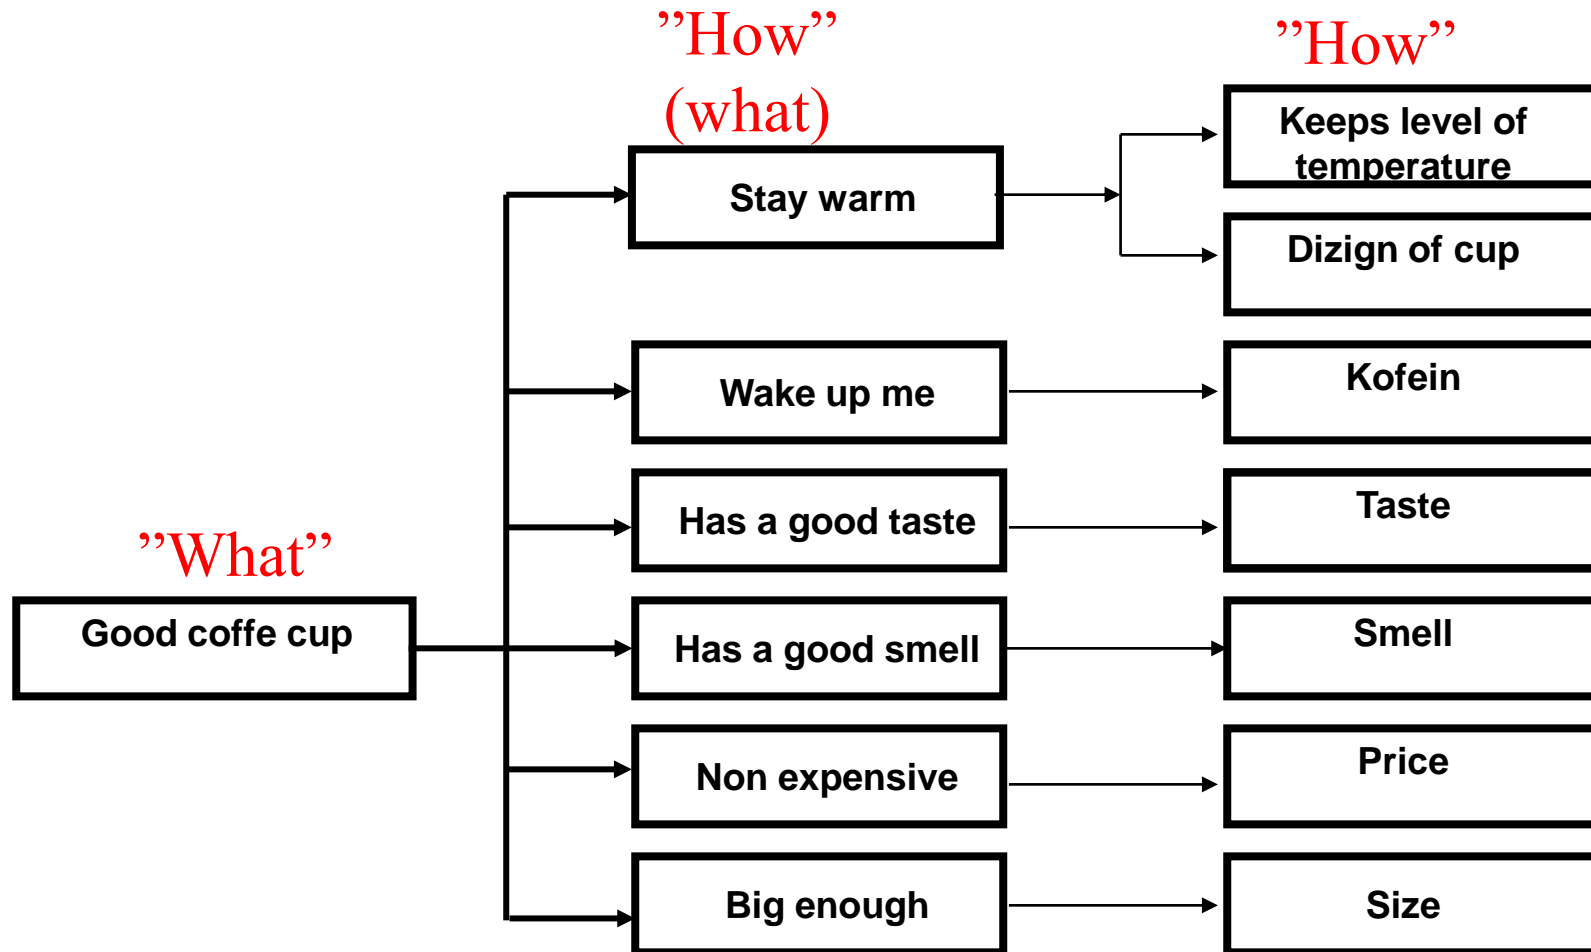 ”How”
(what)
”How”
Keeps level of
temperature
Stay warm
Dizign of cup
Wake up me
Kofein
Has a good taste
Taste
”What”
Good coffe cup
Has a good smell
Smell
Non expensive
Price
Big enough
Size